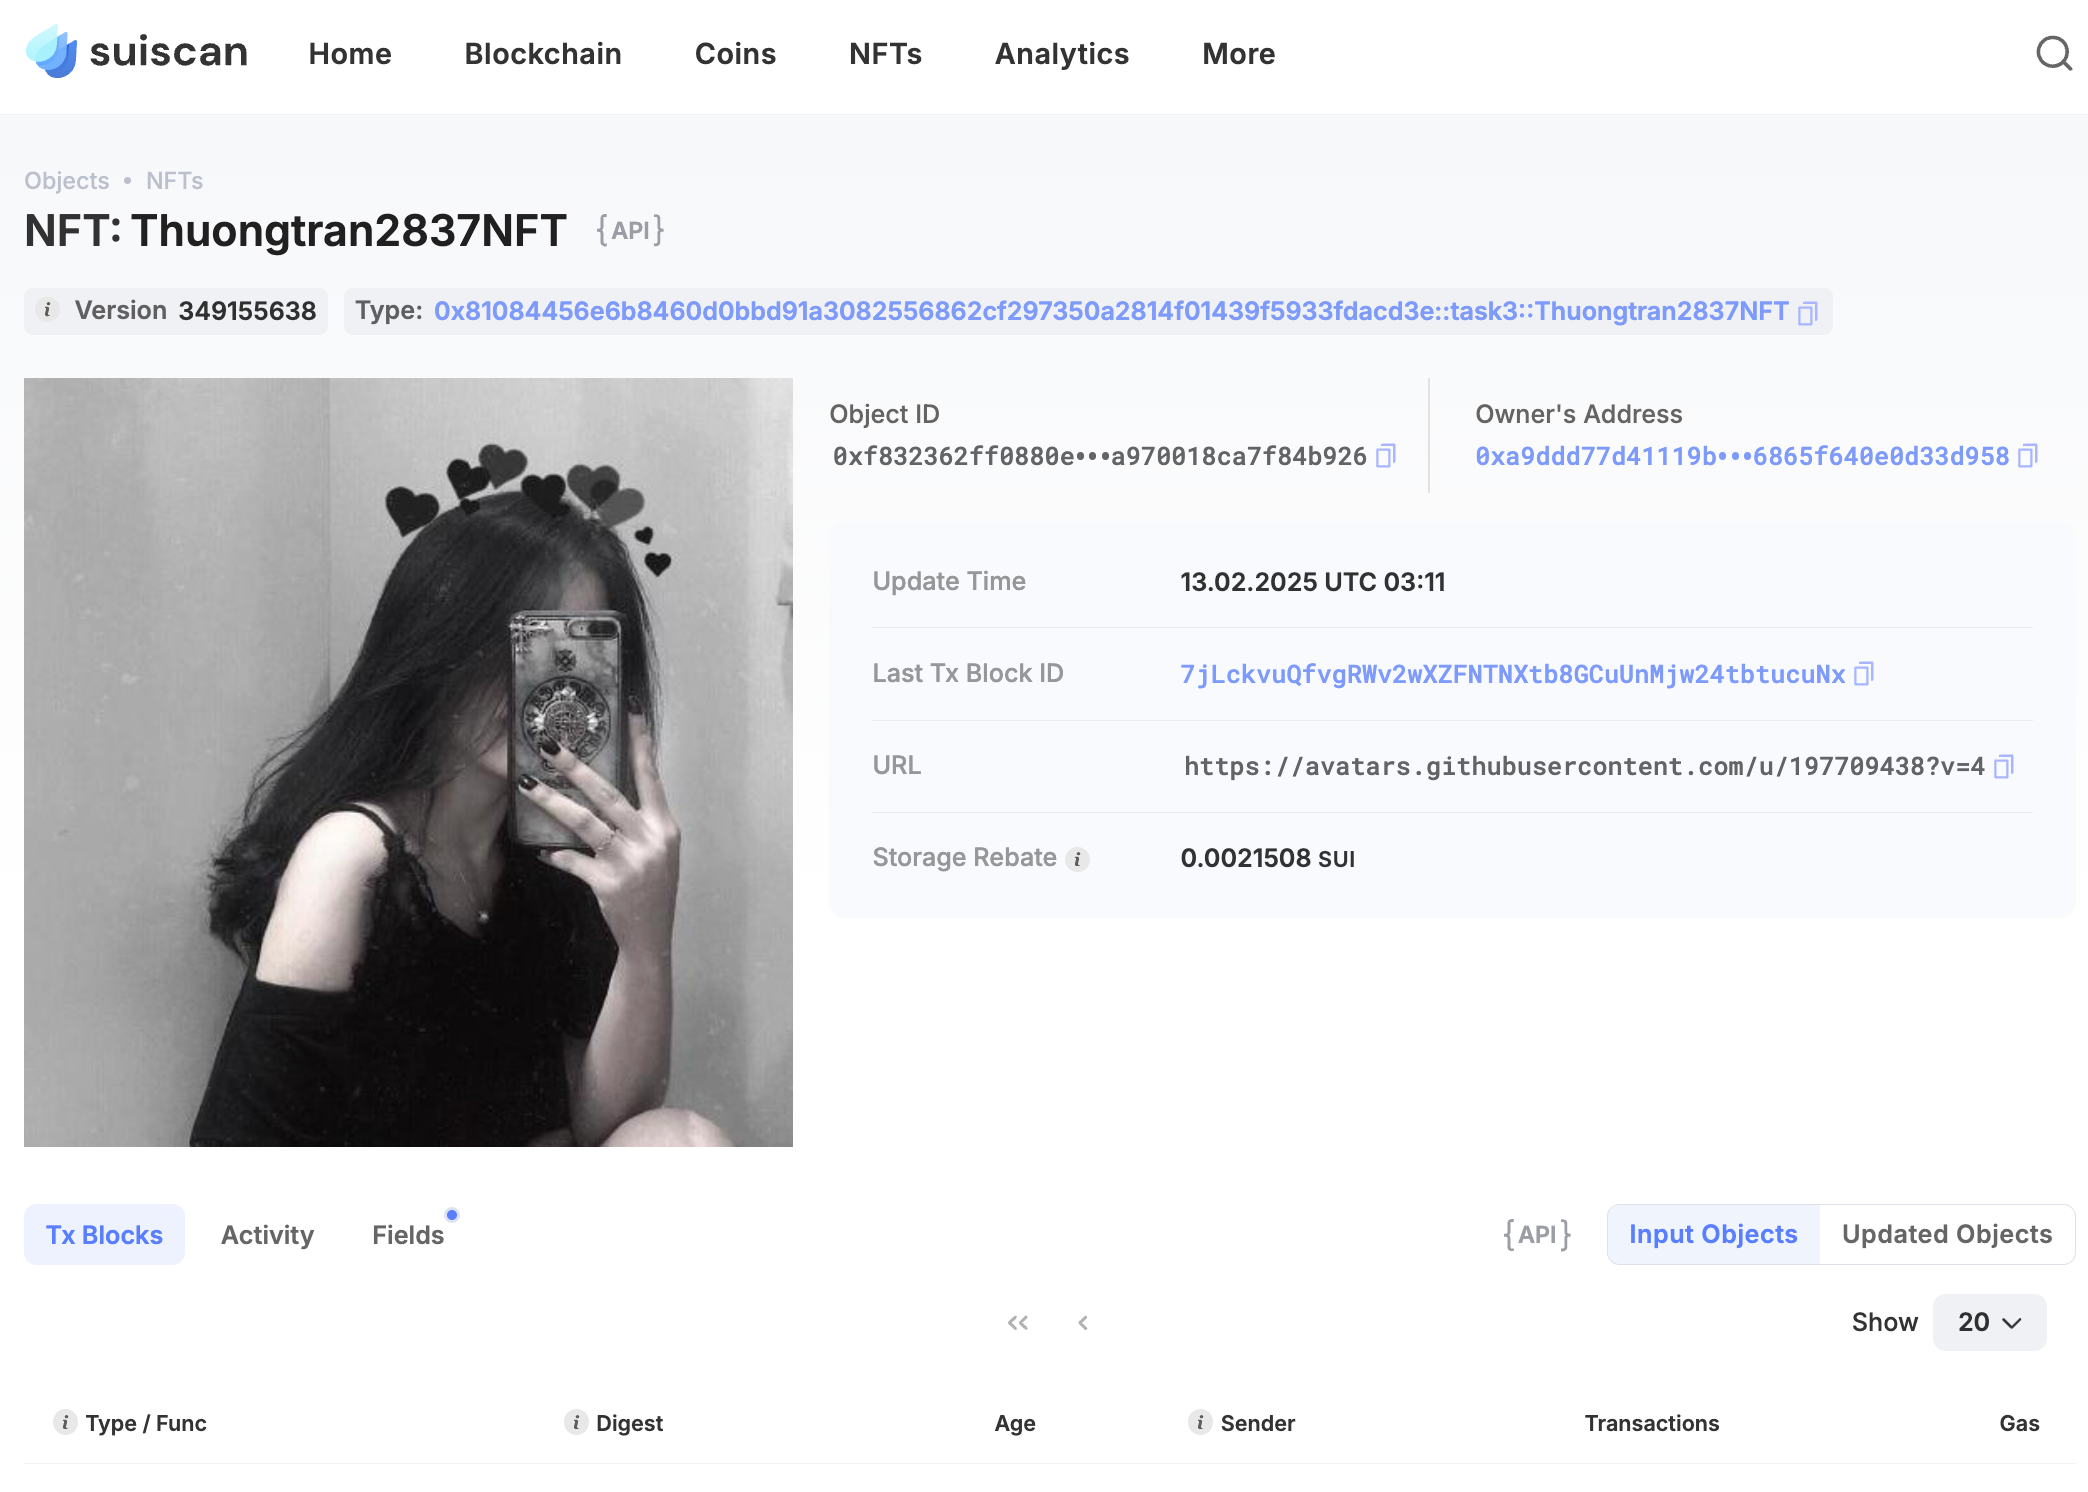 suiscan Home Blockchain Coins NFTs Analytics More
Objects • NFTs
NFT: Thuongtran2837NFT {API}
i Version 349155638 Type: 0x81084456e6b8460d0bbd91a3082556862cf297350a2814f01439f5933fdacd3e::task3::Thuongtran2837NFT
Object ID
0xf832362ff0880e•••a970018ca7f84b926
Owner's Address
0xa9ddd77d41119b•••6865f640e0d33d958
Update Time 13.02.2025 UTC 03:11
Last Tx Block ID 7jLckvuQfvgRWv2wXZFNTNXtb8GCuUnMjw24tbtucuNx
URL https://avatars.githubusercontent.com/u/197709438?v=4
Storage Rebate i 0.0021508 SUI
Tx Blocks Activity Fields {API} Input Objects Updated Objects
Show 20
i Type / Func i Digest Age i Sender Transactions Gas